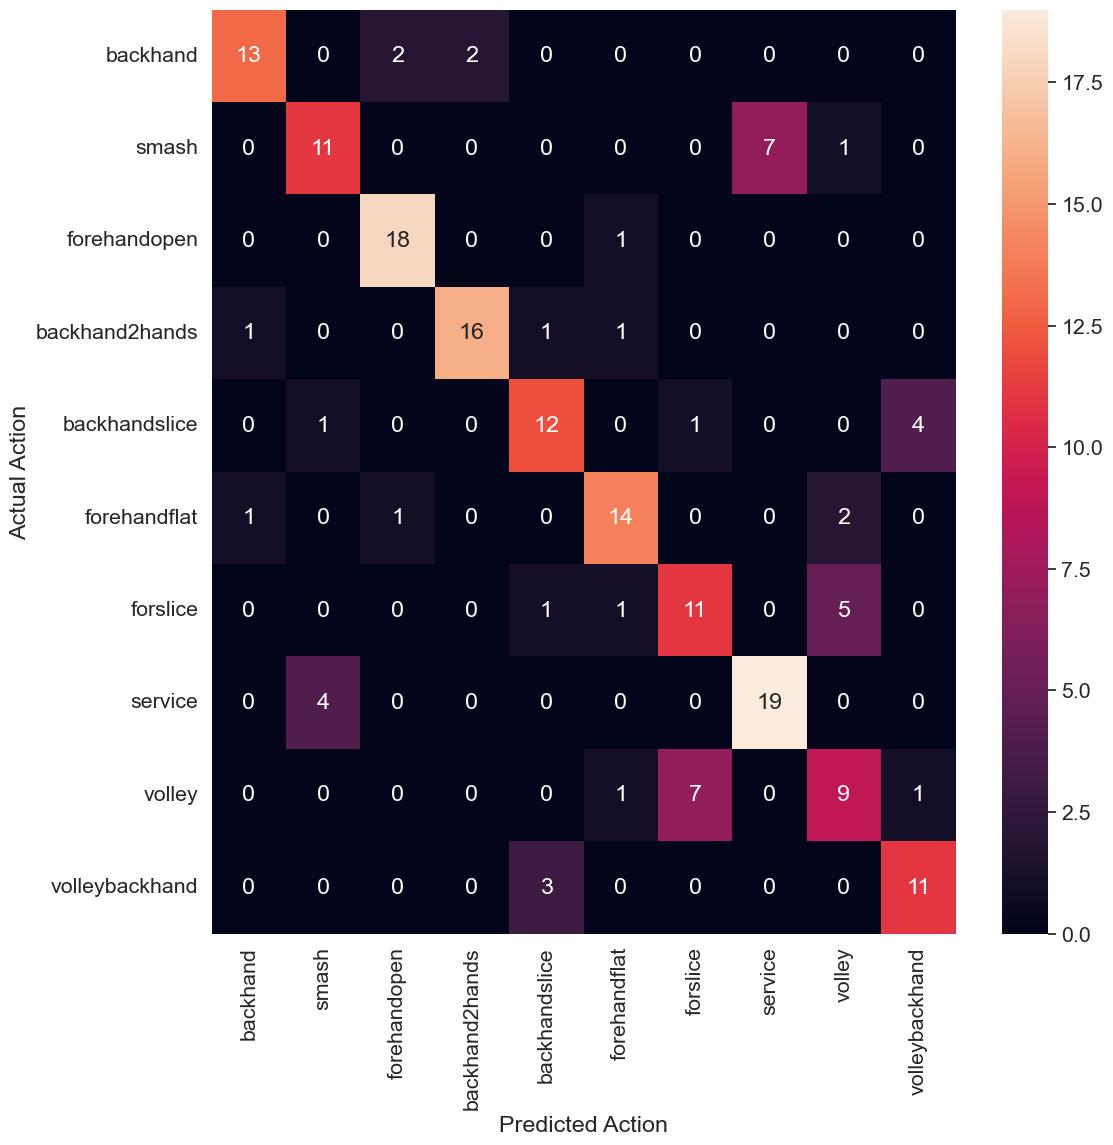 backhand 13 0 2 2 0 0 0 0 0 0
smash 0 11 0 0 0 0 0 7 1 0
forehandopen 0 0 18 0 0 1 0 0 0 0
backhand2hands 1 0 0 16 1 1 0 0 0 0
backhandslice 0 1 0 0 12 0 1 0 0 4
forehandflat 1 0 1 0 0 14 0 0 2 0
forslice 0 0 0 0 1 1 11 0 5 0
service 0 4 0 0 0 0 0 19 0 0
volley 0 0 0 0 0 1 7 0 9 1
volleybackhand 0 0 0 0 3 0 0 0 0 11
Actual Action
backhand
smash
forehandopen
backhand2hands
backhandslice
forehandflat
forslice
service
volley
volleybackhand
Predicted Action
17.5
15.0
12.5
10.0
7.5
5.0
2.5
0.0